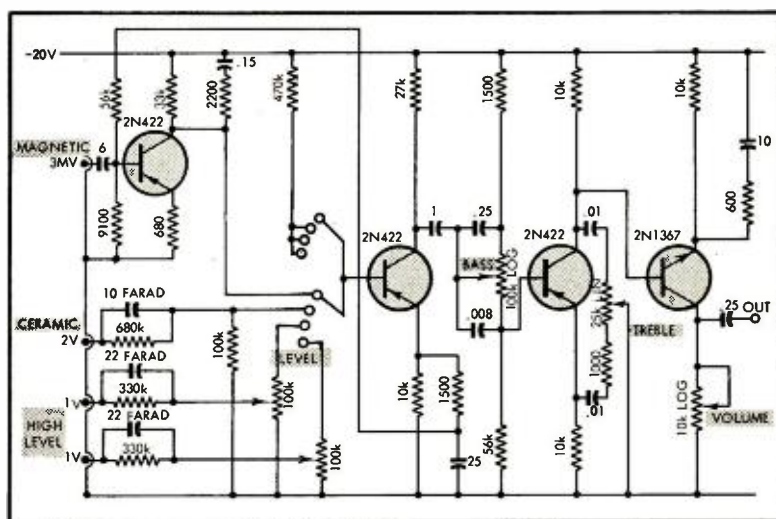 -20V
56k
33k
.15
2200
470k
27k
1500
10k
10k
10
600
2N422
MAGNETIC
3MV
6
9100
680
2N422
1
.25
BASS
100k LOG
.008
2N422
.01
25k LIN
TREBLE
1000
.01
2N1367
.25 OUT
10k LOG
VOLUME
10 FARAD
CERAMIC
2V
680k
22 FARAD
330k
1V
HIGH
LEVEL
22 FARAD
1V
330k
100k
LEVEL
100k
100k
10k
1500
25
56k
10k